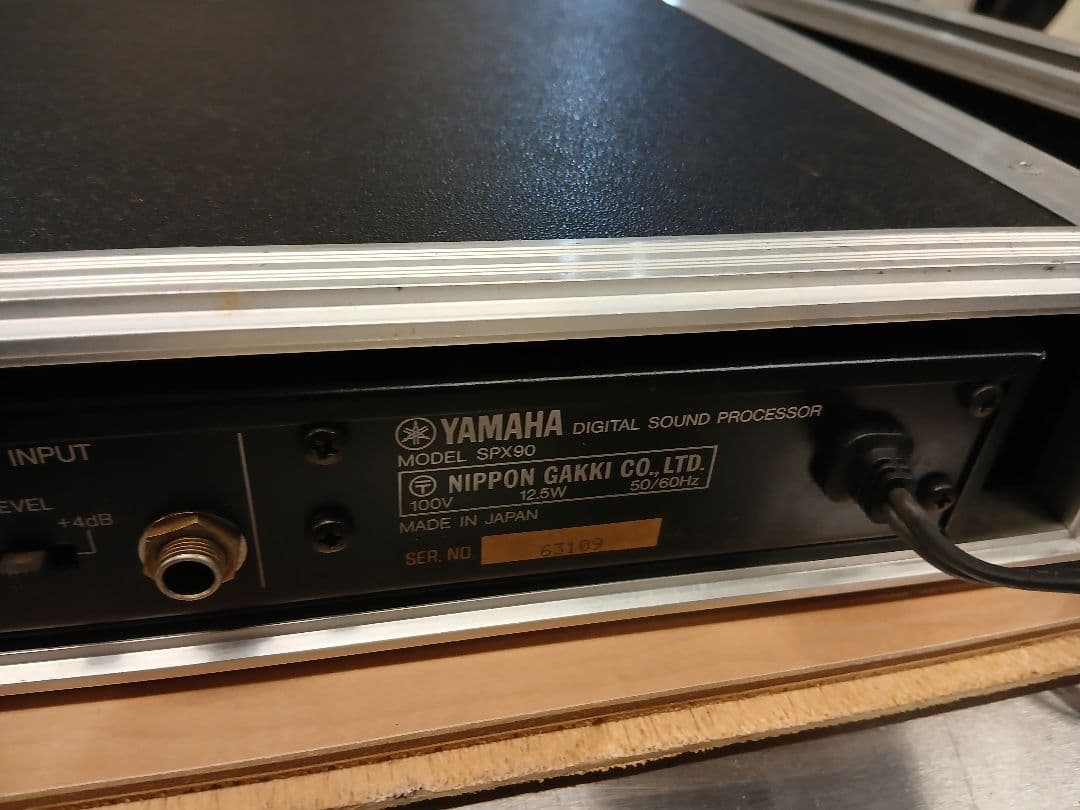 INPUT
+4dB
YAMAHA DIGITAL SOUND PROCESSOR
MODEL SPX90
NIPPON GAKKI CO., LTD.
100V 12.5W 50/60Hz
MADE IN JAPAN
SER. NO 63109